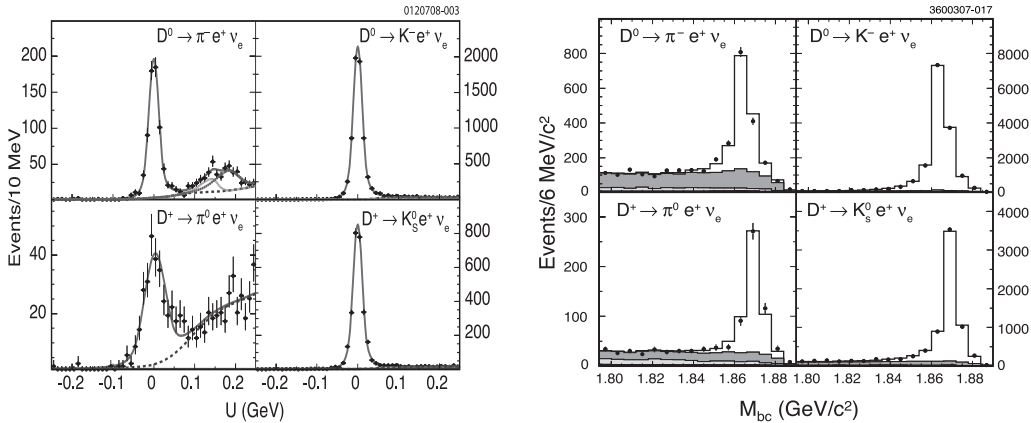 0120708-003
D⁰ → π⁻ e⁺ νₑ
D⁰ → K⁻ e⁺ νₑ
200
150
100
50
2000
1500
1000
500
D⁺ → π⁰ e⁺ νₑ
D⁺ → K⁰_S e⁺ νₑ
40
20
800
600
400
200
Events/10 MeV
-0.2 -0.1 0 0.1 0.2 -0.2 -0.1 0 0.1 0.2
U (GeV)
3600307-017
D⁰ → π⁻ e⁺ νₑ
D⁰ → K⁻ e⁺ νₑ
800
600
400
200
0
8000
6000
4000
2000
0
D⁺ → π⁰ e⁺ νₑ
D⁺ → K⁰_S e⁺ νₑ
300
200
100
0
4000
3000
2000
1000
0
Events/6 MeV/c²
1.80 1.82 1.84 1.86 1.88 1.80 1.82 1.84 1.86 1.88
M_bc (GeV/c²)